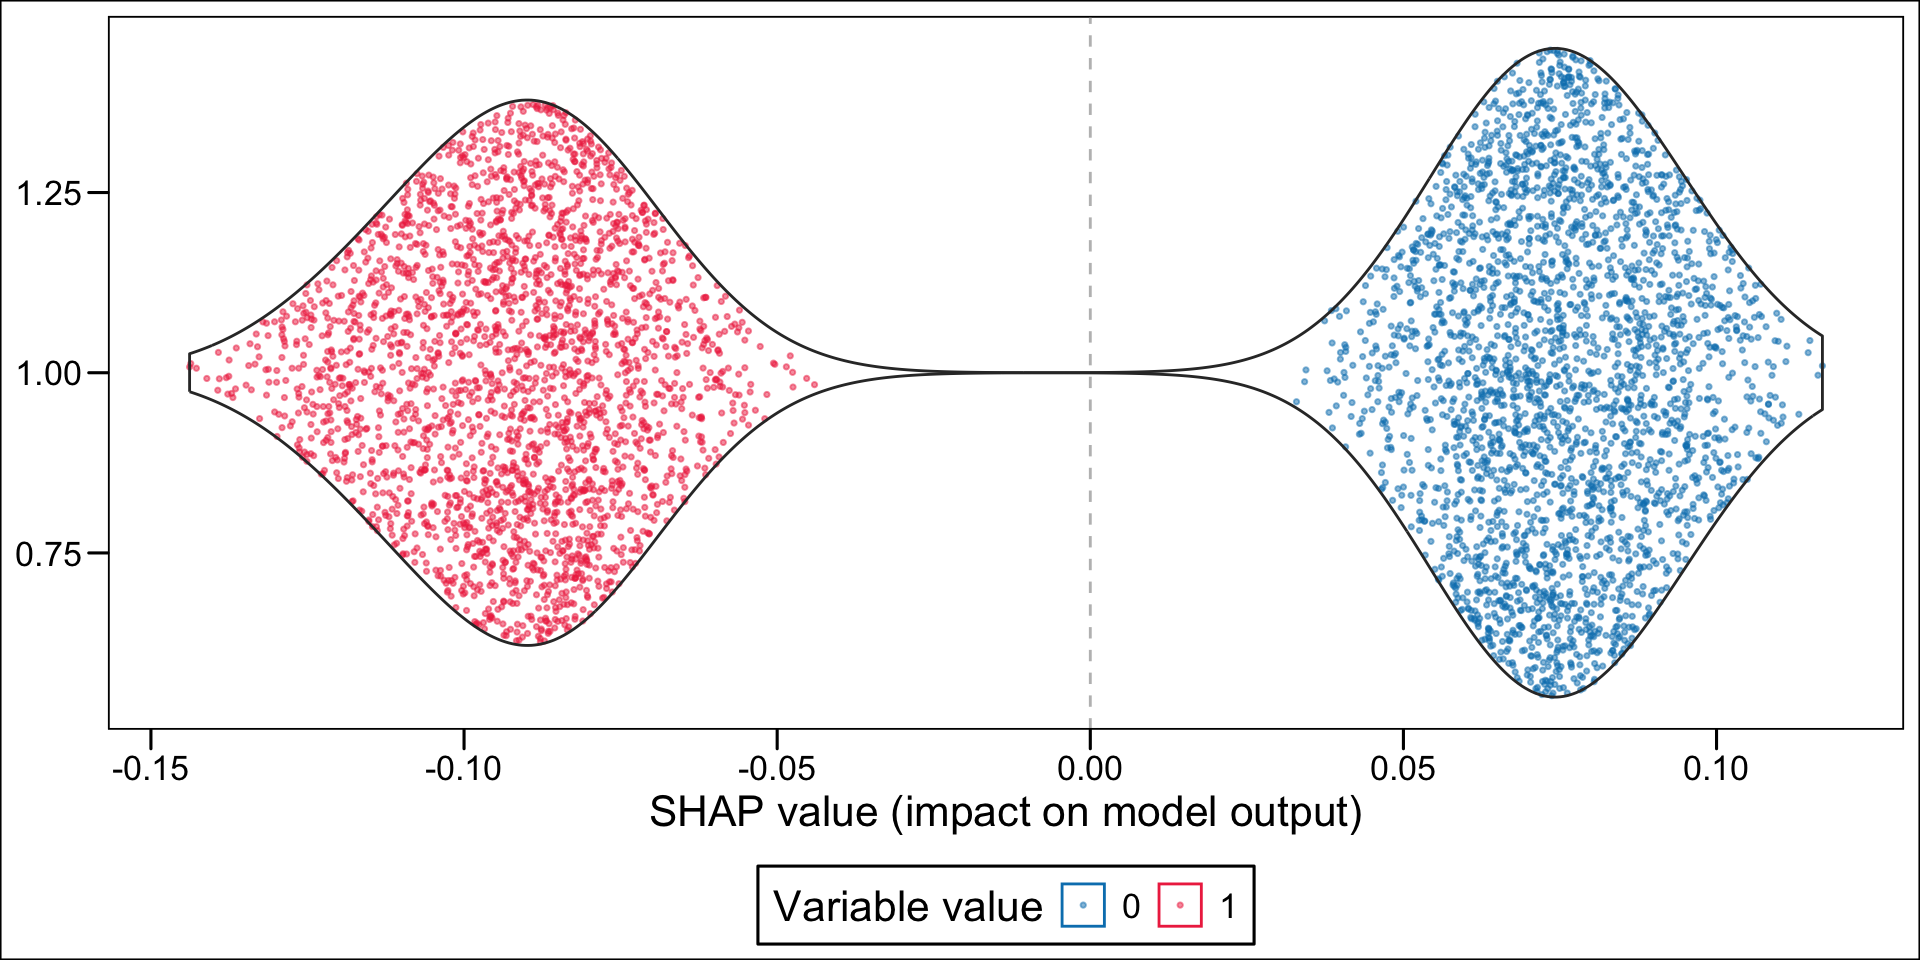 1.25
1.00
0.75
-0.15 -0.10 -0.05 0.00 0.05 0.10
SHAP value (impact on model output)
Variable value 0 1